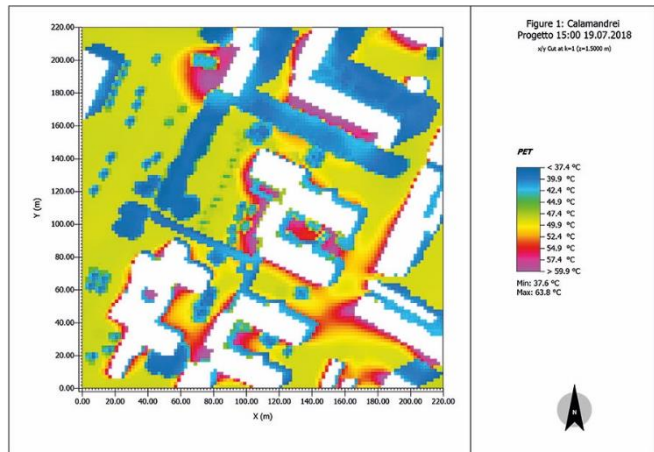 Figure 1: Calamandrei
Progetto 15:00 19.07.2018
x/y Cut at k=1 (z=1.5000 m)
220.00
200.00
180.00
160.00
140.00
120.00
100.00
80.00
60.00
40.00
20.00
0.00
Y (m)
0.00 20.00 40.00 60.00 80.00 100.00 120.00 140.00 160.00 180.00 200.00 220.00
X (m)
PET
< 37.4 °C
39.9 °C
42.4 °C
44.9 °C
47.4 °C
49.9 °C
52.4 °C
54.9 °C
57.4 °C
> 59.9 °C
Min: 37.6 °C
Max: 63.8 °C
N